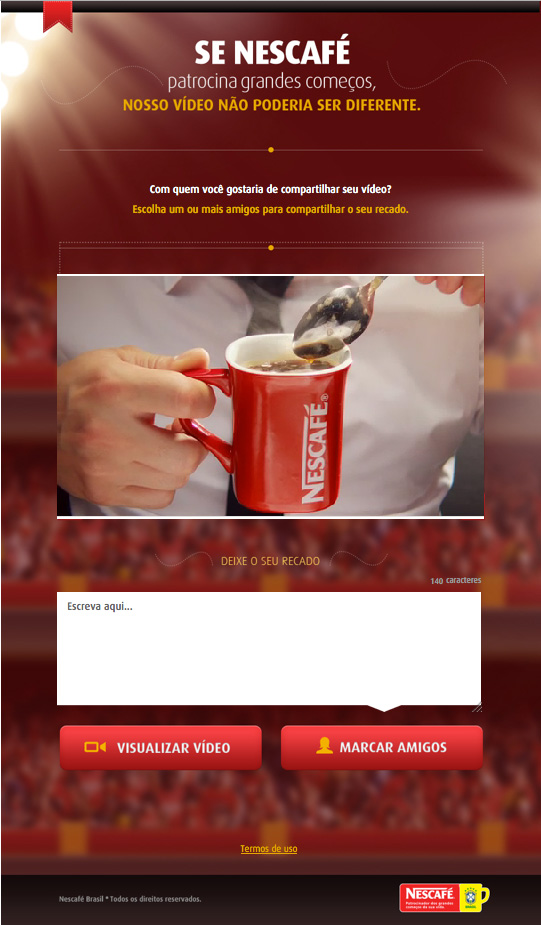 SE NESCAFÉ
patrocina grandes começos,
NOSSO VÍDEO NÃO PODERIA SER DIFERENTE.
Com quem você gostaria de compartilhar seu vídeo?
Escolha um ou mais amigos para compartilhar o seu recado.
NESCAFÉ®
DEIXE O SEU RECADO
140 caracteres
Escreva aqui...
VISUALIZAR VÍDEO
MARCAR AMIGOS
Termos de uso
Nescafé Brasil * Todos os direitos reservados.
NESCAFÉ
Patrocinador dos grandes
começos da sua vida.
BRASIL